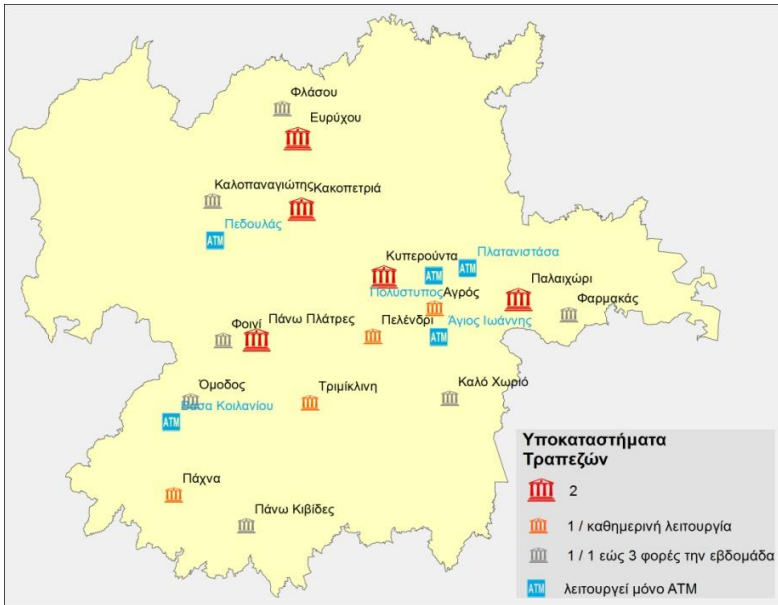 Φλάσου
Ευρύχου
Καλοπαναγιώτης
Κακοπετριά
Πεδουλάς
ATM
Κυπερούντα
Πλατανιστάσα
ATM
ATM
Παλαιχώρι
Πολύστυπος
Αγρός
Φαρμακάς
Φοινί
Πάνω Πλάτρες
Πελένδρι
Άγιος Ιωάννης
ATM
Όμοδος
Βάσα Κοιλανίου
ATM
Τριμίκλινη
Καλό Χωριό
Πάχνα
Πάνω Κιβίδες
Υποκαταστήματα
Τραπεζών
2
1 / καθημερινή λειτουργία
1 / 1 εώς 3 φορές την εβδομάδα
ATM λειτουργεί μόνο ΑΤΜ